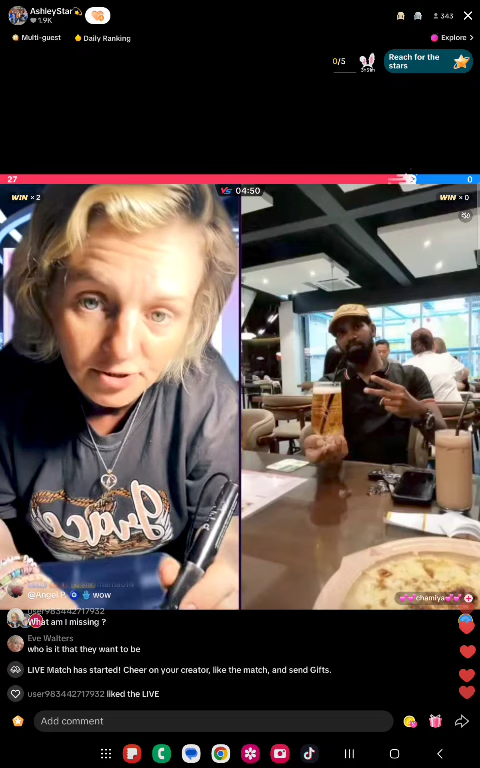 AshleyStar💫
1.9K
343
Multi-guest
Daily Ranking
Explore >
0/5
Reach for the
stars
27
0
WIN × 2
VS 04:50
WIN × 0
Grace
@Angel P wow
chamiya
user983442717932
What am I missing ?
Eve Walters
who is it that they want to be
LIVE Match has started! Cheer on your creator, like the match, and send Gifts.
user983442717932 liked the LIVE
Add comment